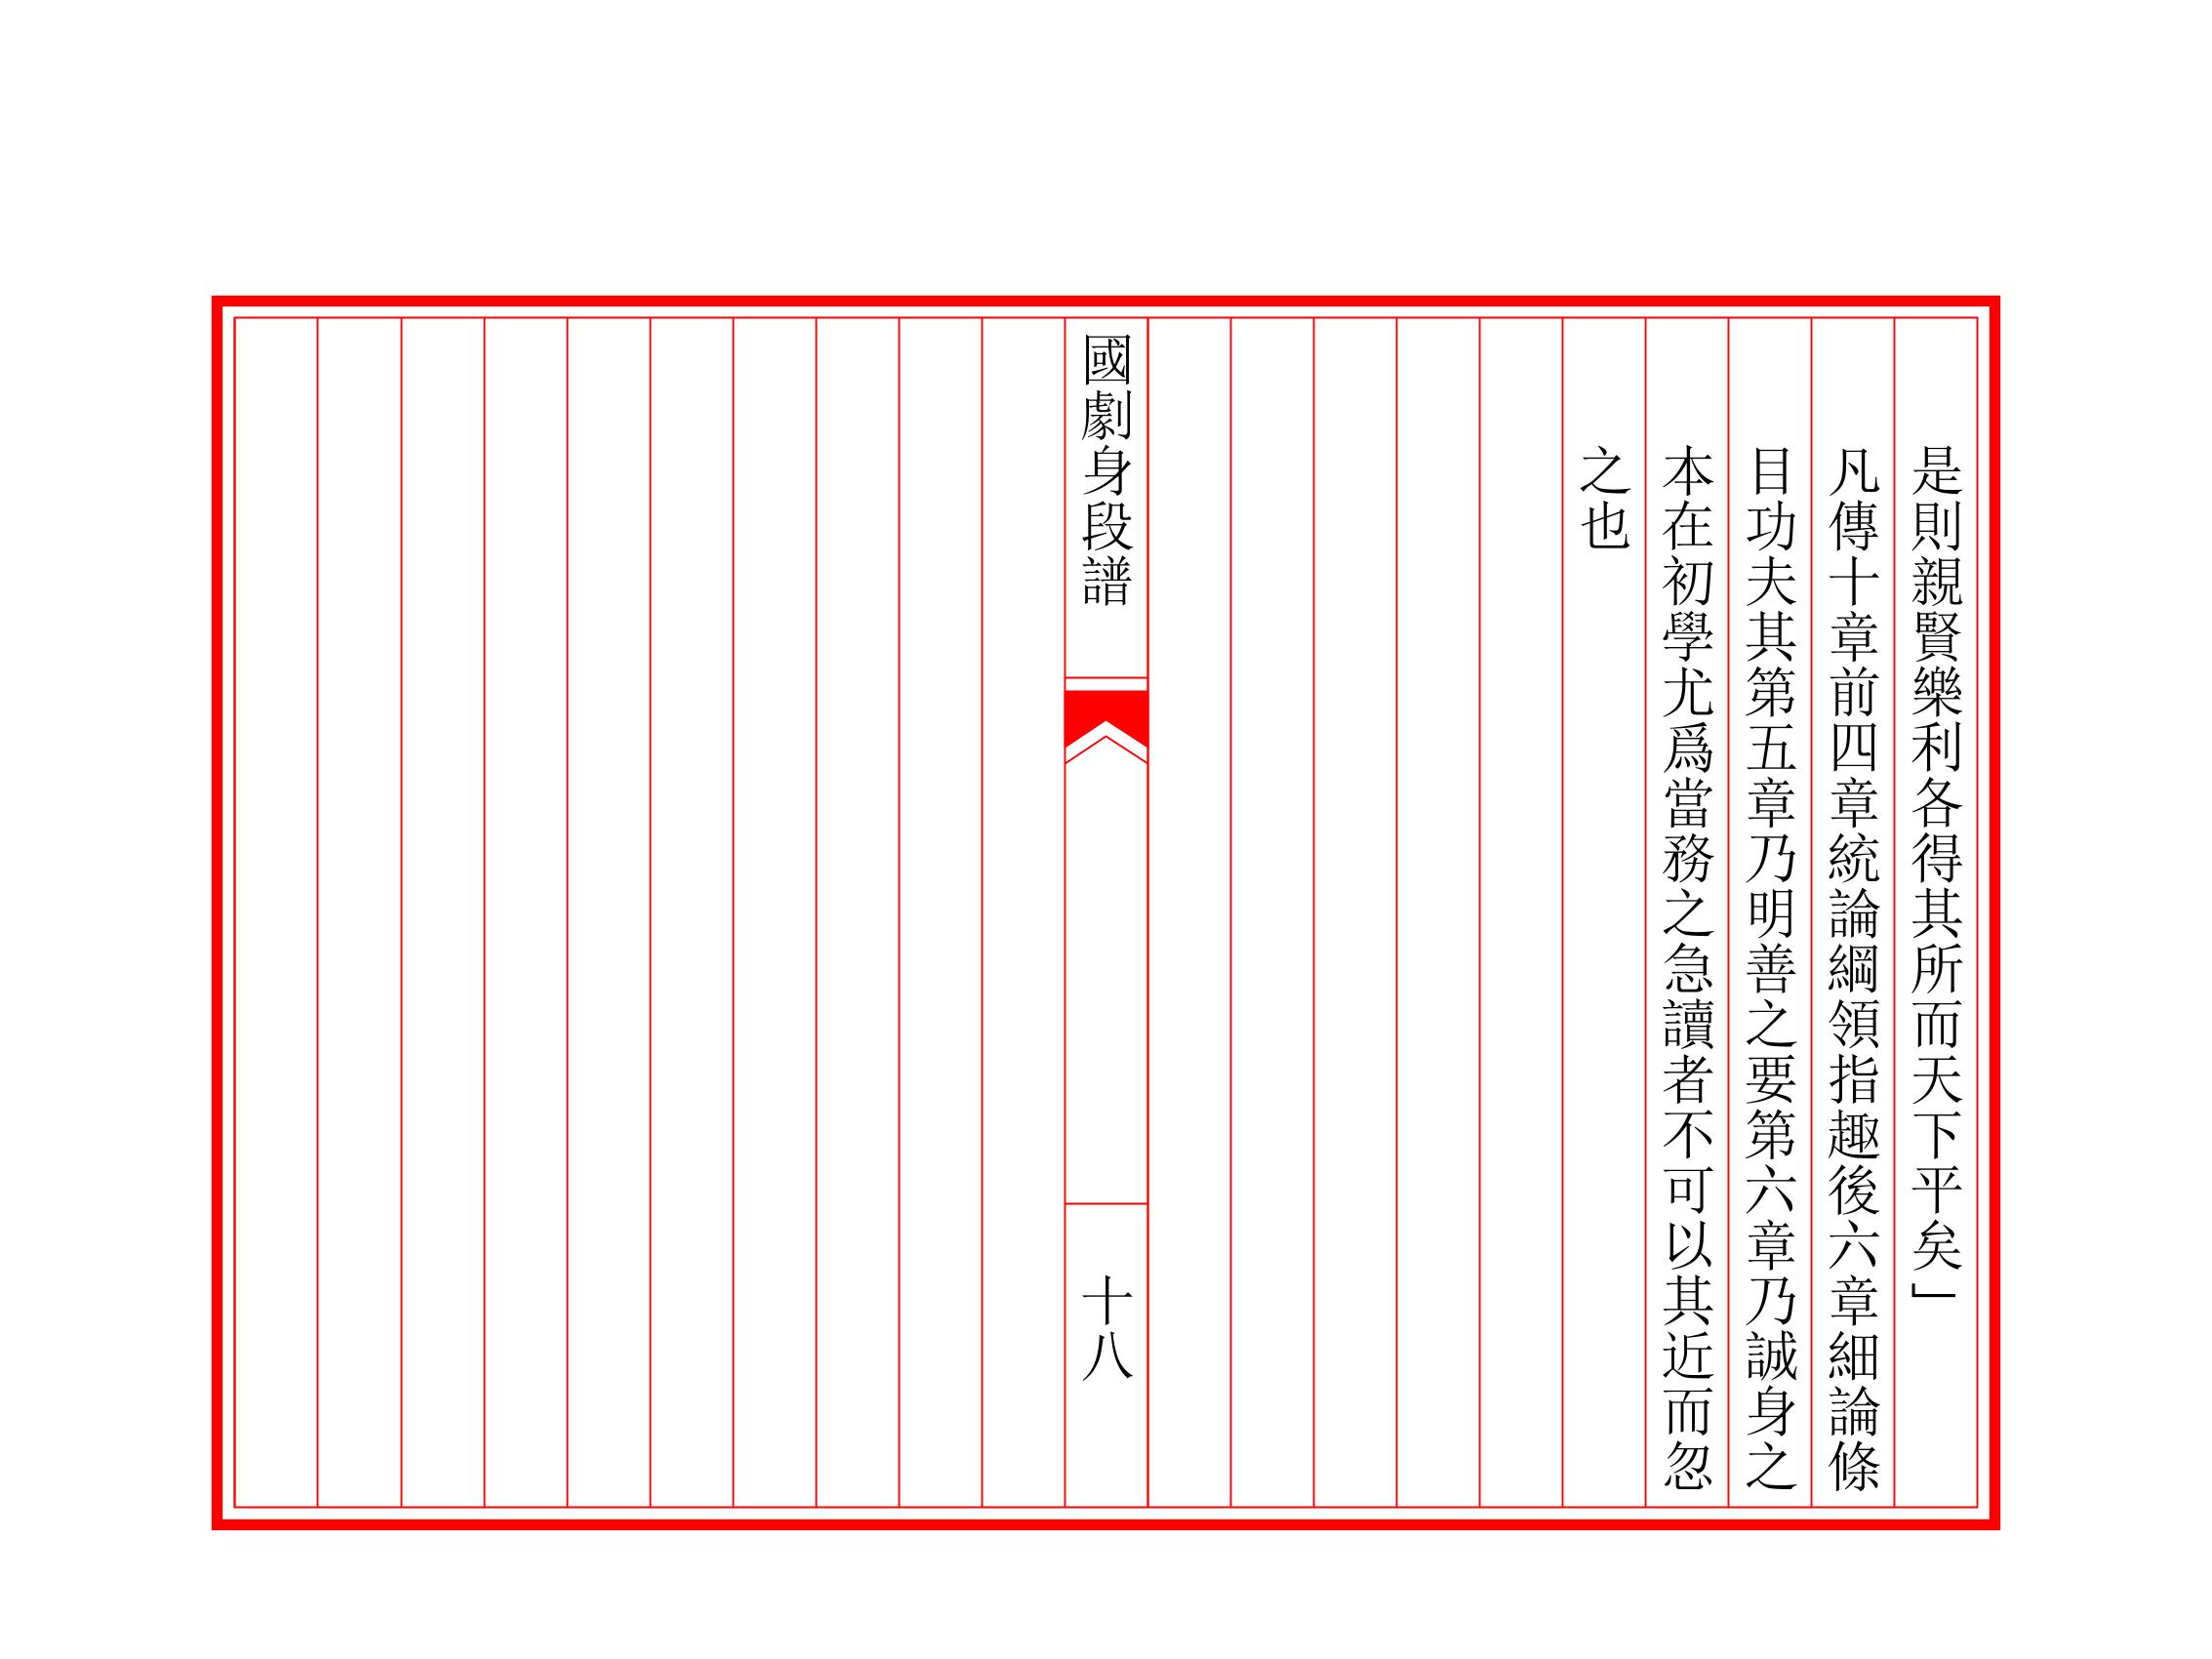 是則親賢樂利各得其所而天下平矣」
凡傳十章前四章統論綱領指趣後六章細論條
目功夫其第五章乃明善之要第六章乃誠身之
本在初學尤爲當務之急讀者不可以其近而忽
之也
國劇身段譜
十八